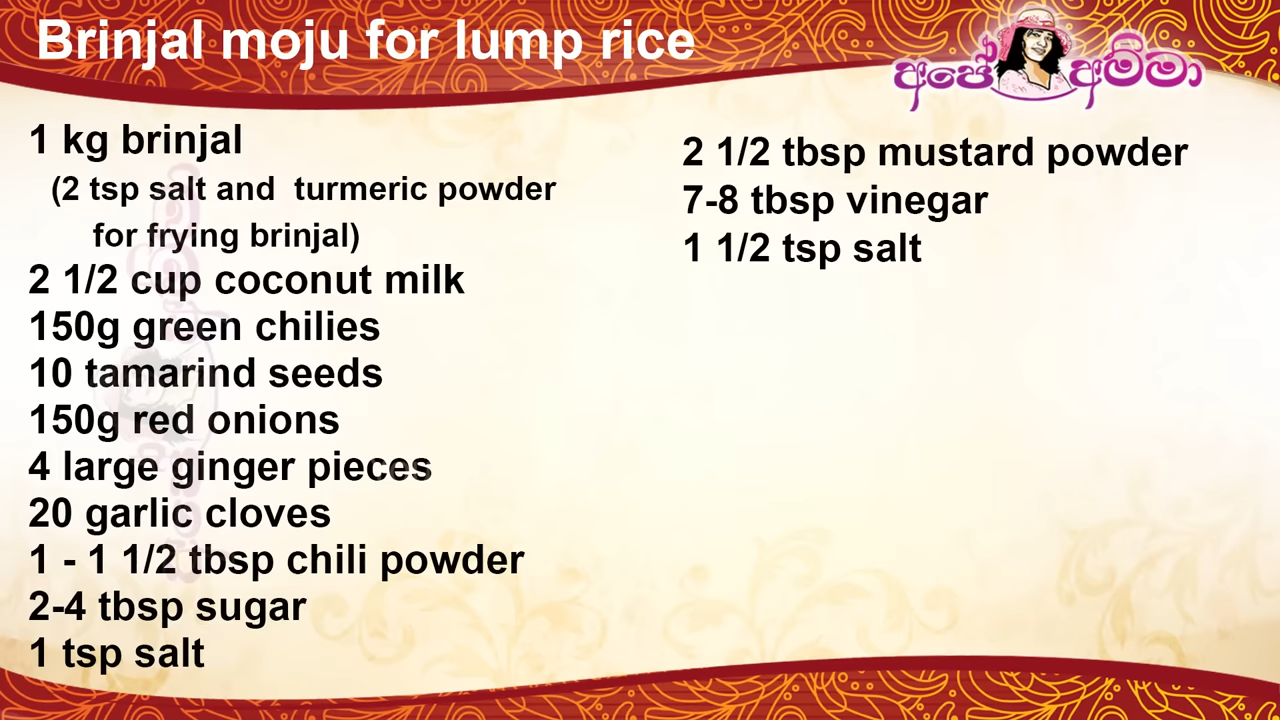 Brinjal moju for lump rice
අපේ අම්මා
1 kg brinjal
(2 tsp salt and turmeric powder
for frying brinjal)
2 1/2 cup coconut milk
150g green chilies
10 tamarind seeds
150g red onions
4 large ginger pieces
20 garlic cloves
1 - 1 1/2 tbsp chili powder
2-4 tbsp sugar
1 tsp salt
2 1/2 tbsp mustard powder
7-8 tbsp vinegar
1 1/2 tsp salt